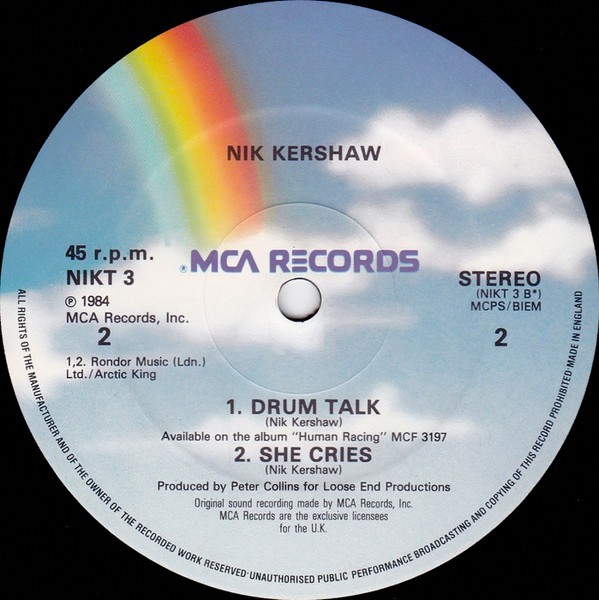 NIK KERSHAW
®MCA RECORDS
45 r.p.m.
NIKT 3
℗ 1984
MCA Records, Inc.
2
1,2. Rondor Music (Ldn.)
Ltd./Arctic King
STEREO
(NIKT 3 B*)
MCPS/BIEM
2
1. DRUM TALK
(Nik Kershaw)
Available on the album "Human Racing" MCF 3197
2. SHE CRIES
(Nik Kershaw)
Produced by Peter Collins for Loose End Productions
Original sound recording made by MCA Records, Inc.
MCA Records are the exclusive licensees
for the U.K.
ALL RIGHTS OF THE MANUFACTURER AND OF THE OWNER OF THE RECORDED WORK RESERVED·UNAUTHORISED PUBLIC PERFORMANCE BROADCASTING AND COPYING OF THIS RECORD PROHIBITED·MADE IN ENGLAND